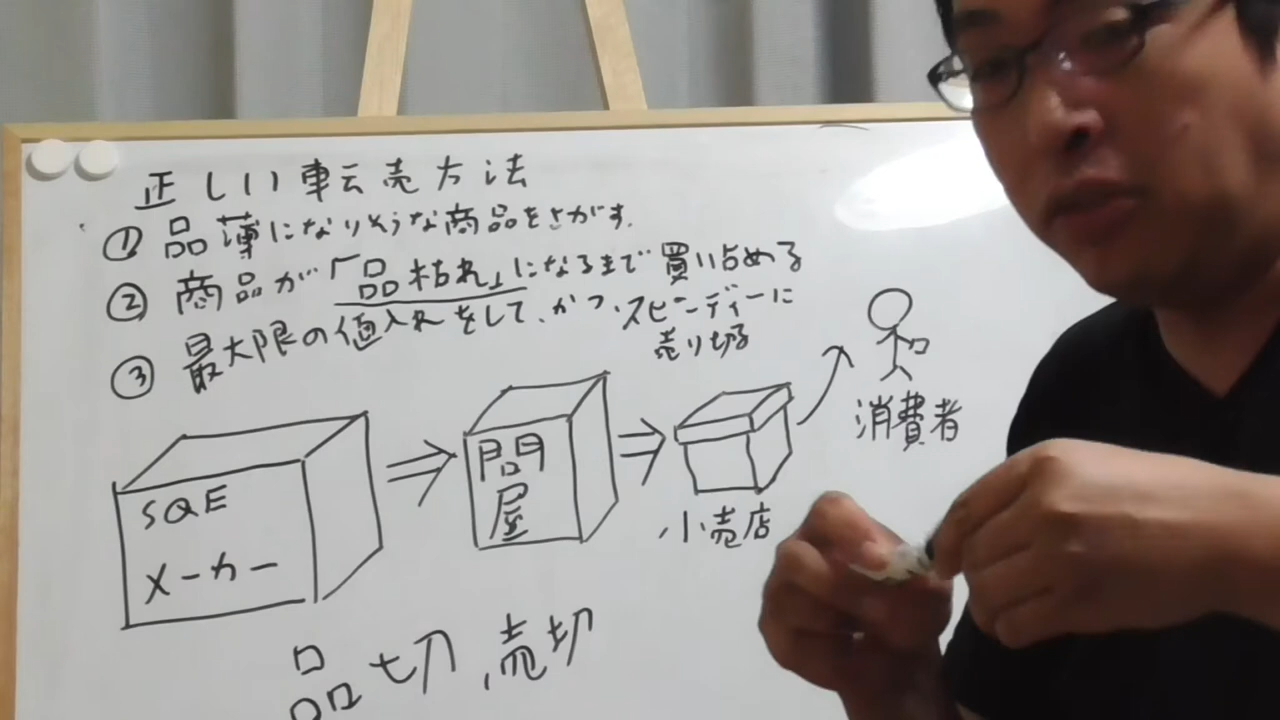 正しい転売方法
① 品薄になりそうな商品をさがす.
② 商品が「品枯れ」になるまで買い占める
③ 最大限の値入れをして、かつ、スピーディーに
売り切る
SQE
メーカー
問屋
小売店
消費者
品切、売切